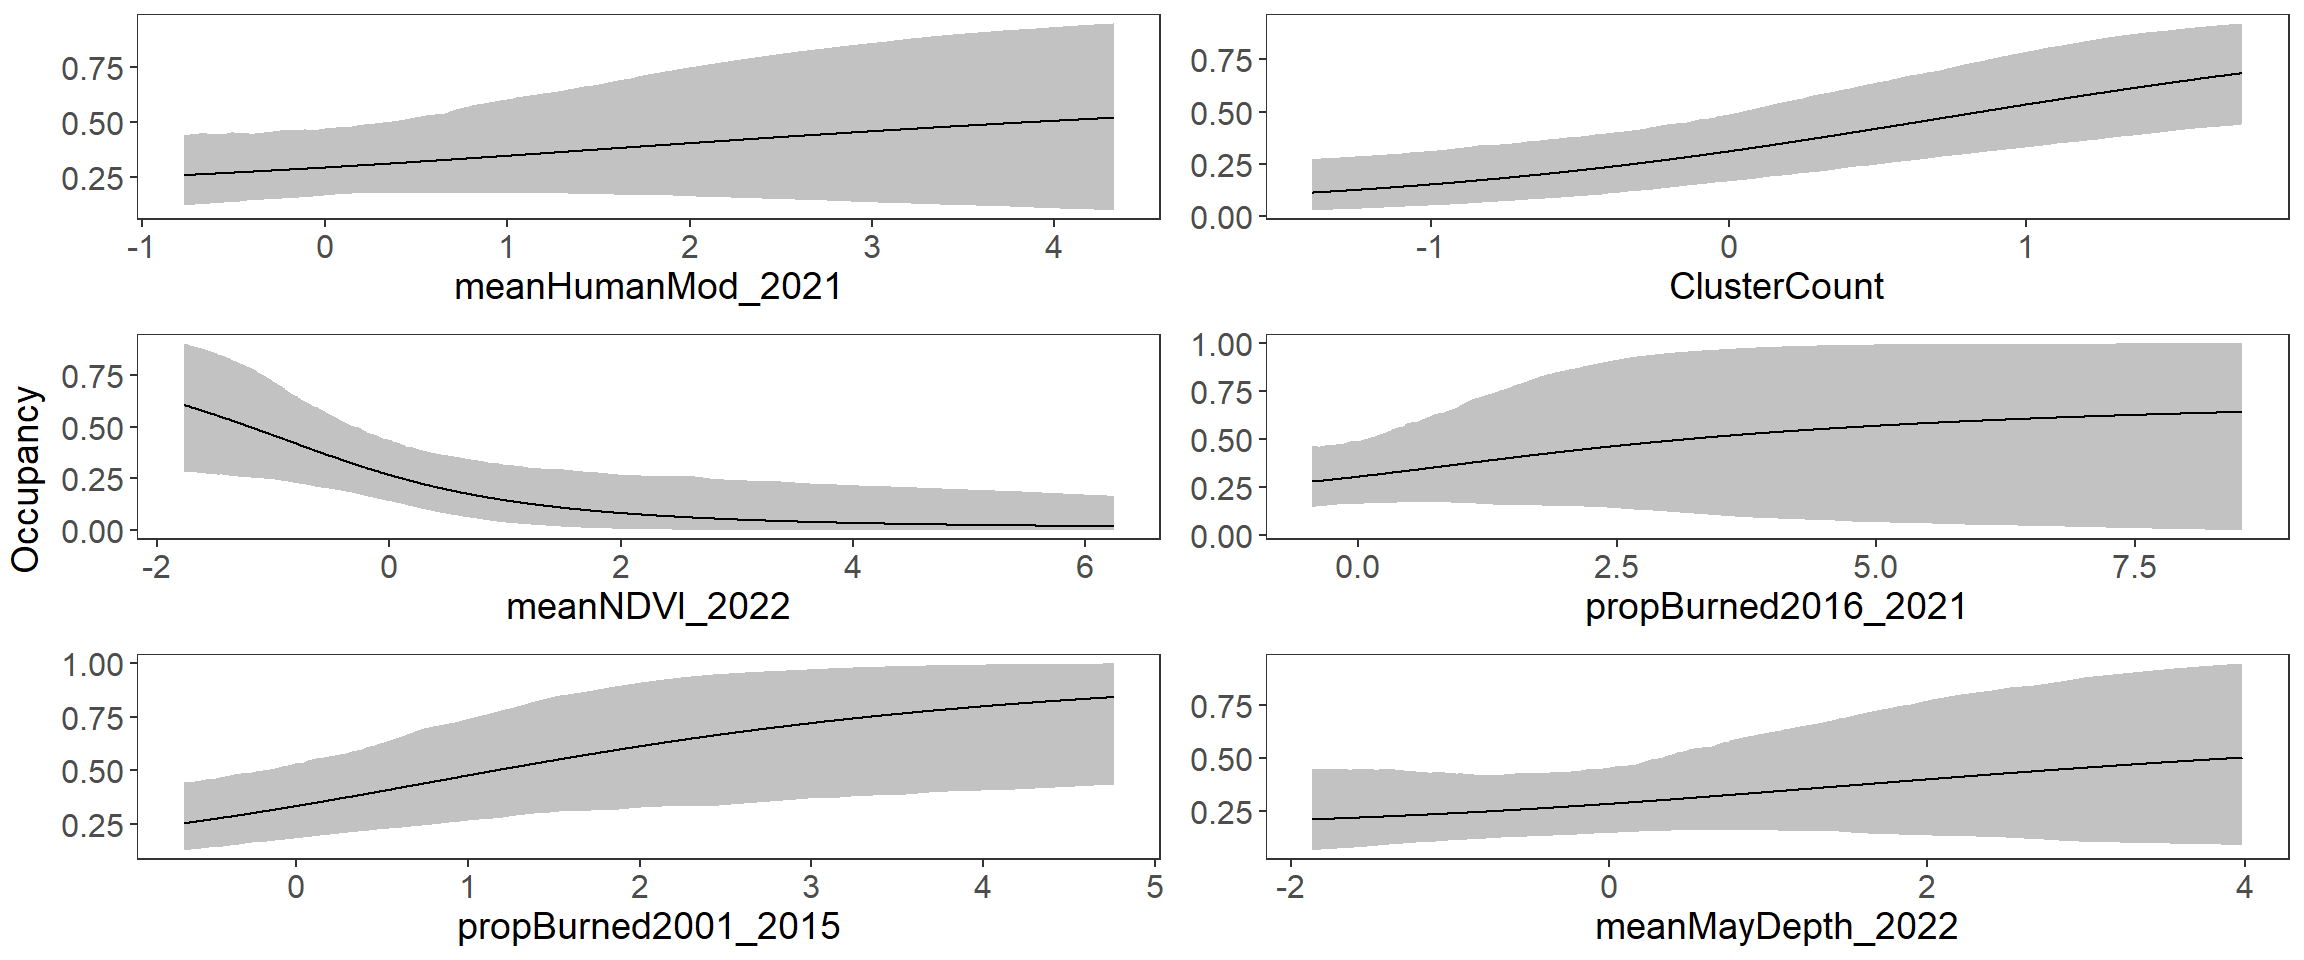 0.75
0.50
0.25
-1 0 1 2 3 4
meanHumanMod_2021
0.75
0.50
0.25
0.00
-1 0 1
ClusterCount
Occupancy
0.75
0.50
0.25
0.00
-2 0 2 4 6
meanNDVI_2022
1.00
0.75
0.50
0.25
0.00
0.0 2.5 5.0 7.5
propBurned2016_2021
1.00
0.75
0.50
0.25
0 1 2 3 4 5
propBurned2001_2015
0.75
0.50
0.25
-2 0 2 4
meanMayDepth_2022